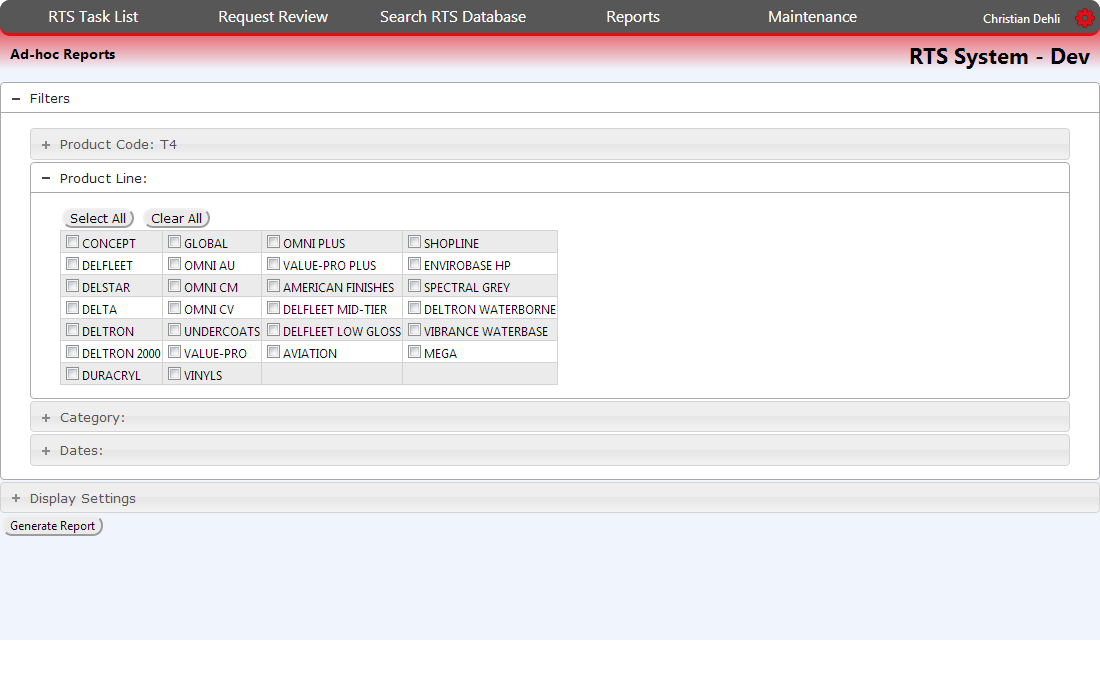 RTS Task List Request Review Search RTS Database Reports Maintenance Christian Dehli
Ad-hoc Reports RTS System - Dev
Filters
Product Code: T4
Product Line:
Select All Clear All
CONCEPT GLOBAL OMNI PLUS SHOPLINE
DELFLEET OMNI AU VALUE-PRO PLUS ENVIROBASE HP
DELSTAR OMNI CM AMERICAN FINISHES SPECTRAL GREY
DELTA OMNI CV DELFLEET MID-TIER DELTRON WATERBORNE
DELTRON UNDERCOATS DELFLEET LOW GLOSS VIBRANCE WATERBASE
DELTRON 2000 VALUE-PRO AVIATION MEGA
DURACRYL VINYLS
Category:
Dates:
Display Settings
Generate Report